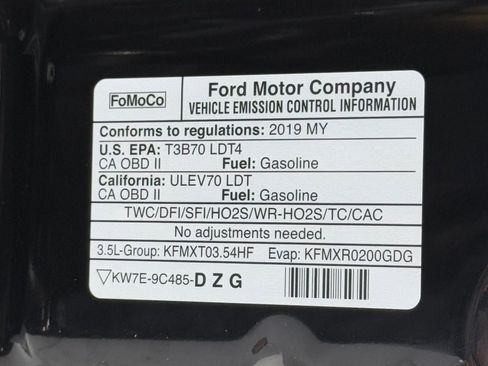 FoMoCo
Ford Motor Company
VEHICLE EMISSION CONTROL INFORMATION
Conforms to regulations: 2019 MY
U.S. EPA: T3B70 LDT4
CA OBD II Fuel: Gasoline
California: ULEV70 LDT
CA OBD II Fuel: Gasoline
TWC/DFI/SFI/HO2S/WR-HO2S/TC/CAC
No adjustments needed.
3.5L-Group: KFMXT03.54HF Evap: KFMXR0200GDG
▽KW7E-9C485-D Z G